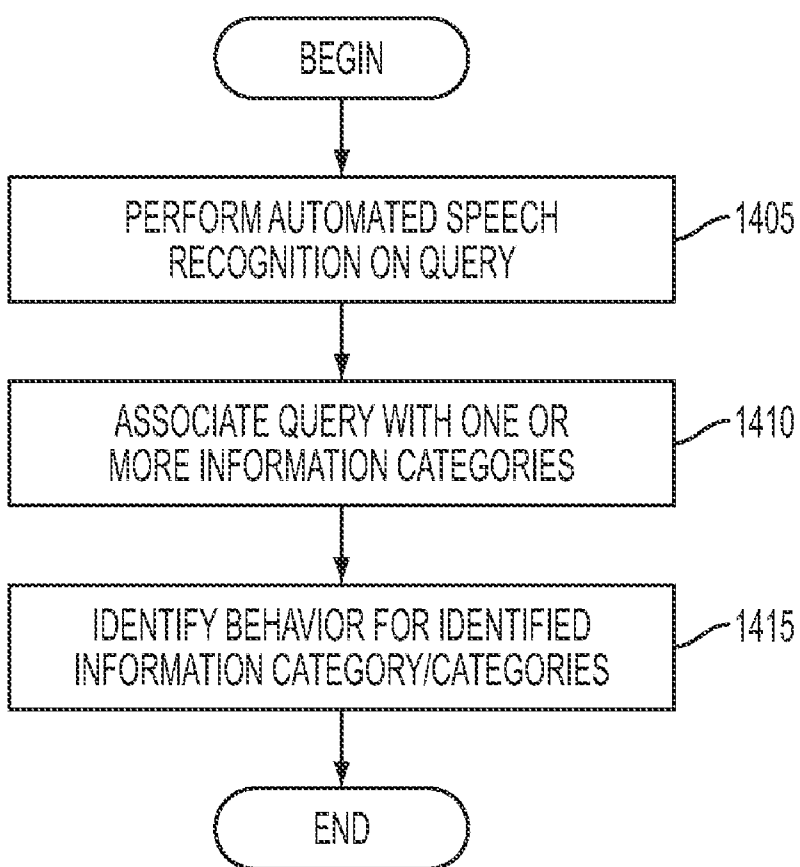 BEGIN
PERFORM AUTOMATED SPEECH
RECOGNITION ON QUERY
1405
ASSOCIATE QUERY WITH ONE OR
MORE INFORMATION CATEGORIES
1410
IDENTIFY BEHAVIOR FOR IDENTIFIED
INFORMATION CATEGORY/CATEGORIES
1415
END